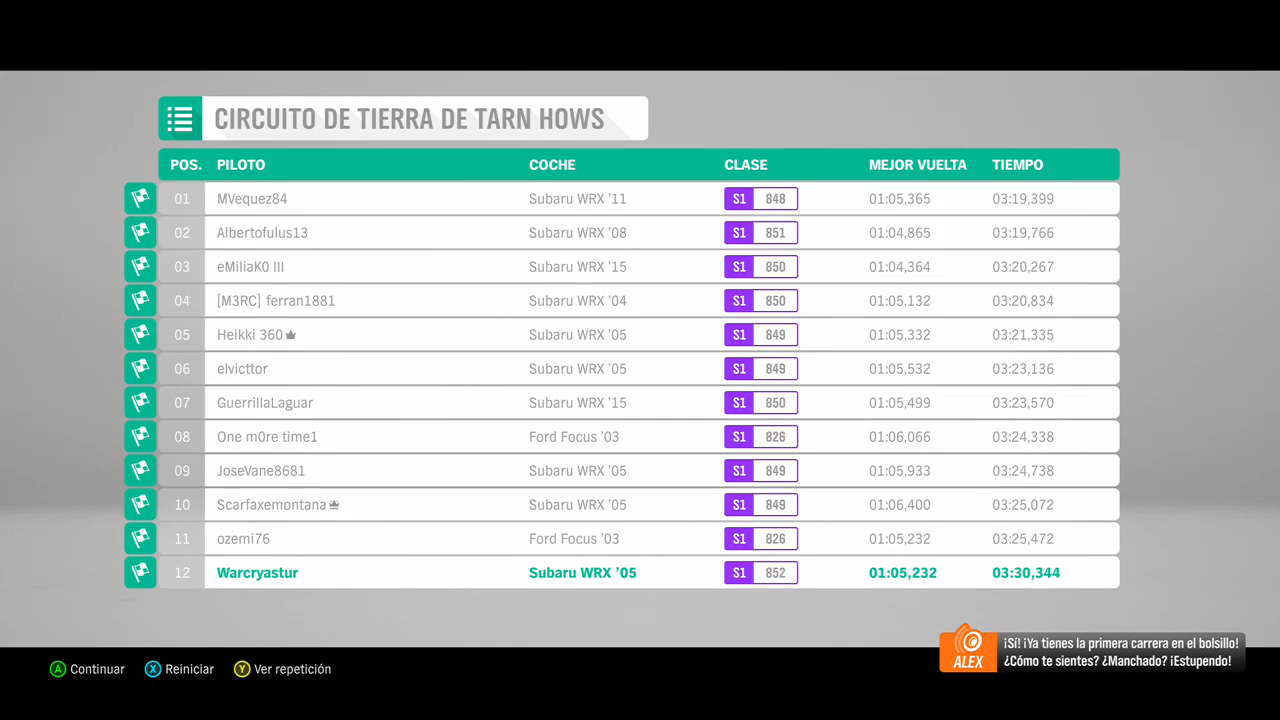 CIRCUITO DE TIERRA DE TARN HOWS
POS. PILOTO COCHE CLASE MEJOR VUELTA TIEMPO
01 MVequez84 Subaru WRX '11 S1 848 01:05,365 03:19,399
02 Albertofulus13 Subaru WRX '08 S1 851 01:04,865 03:19,766
03 eMiliaK0 III Subaru WRX '15 S1 850 01:04,364 03:20,267
04 [M3RC] ferran1881 Subaru WRX '04 S1 850 01:05,132 03:20,834
05 Heikki 360 Subaru WRX '05 S1 849 01:05,332 03:21,335
06 elvicttor Subaru WRX '05 S1 849 01:05,532 03:23,136
07 GuerrillaLaguar Subaru WRX '15 S1 850 01:05,499 03:23,570
08 One m0re time1 Ford Focus '03 S1 826 01:06,066 03:24,338
09 JoseVane8681 Subaru WRX '05 S1 849 01:05,933 03:24,738
10 Scarfaxemontana Subaru WRX '05 S1 849 01:06,400 03:25,072
11 ozemi76 Ford Focus '03 S1 826 01:05,232 03:25,472
12 Warcryastur Subaru WRX '05 S1 852 01:05,232 03:30,344
ALEX
¡Sí! ¡Ya tienes la primera carrera en el bolsillo!
¿Cómo te sientes? ¿Manchado? ¡Estupendo!
A Continuar X Reiniciar Y Ver repetición